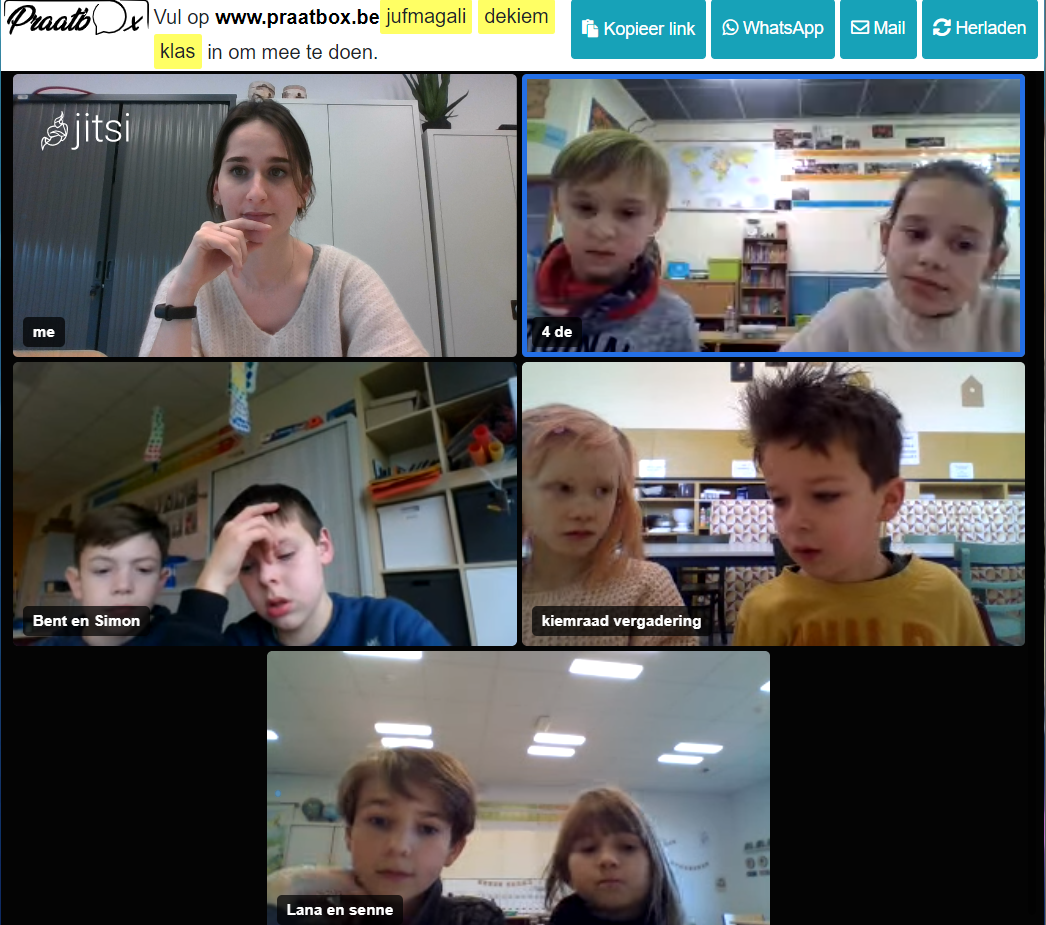 Praatbox
Vul op www.praatbox.be jufmagali dekiem
klas in om mee te doen.
Kopieer link
WhatsApp
Mail
Herladen
jitsi
me
4 de
Bent en Simon
kiemraad vergadering
Lana en senne